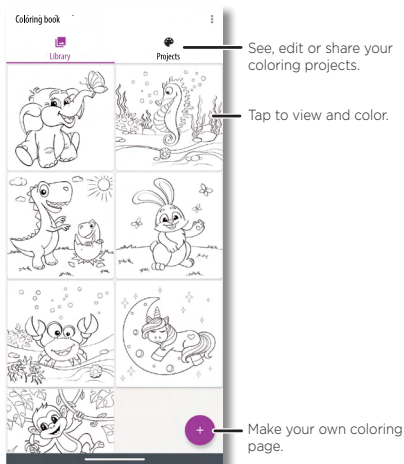 Coloring book
Library
Projects
See, edit or share your
coloring projects.
Tap to view and color.
+
Make your own coloring
page.